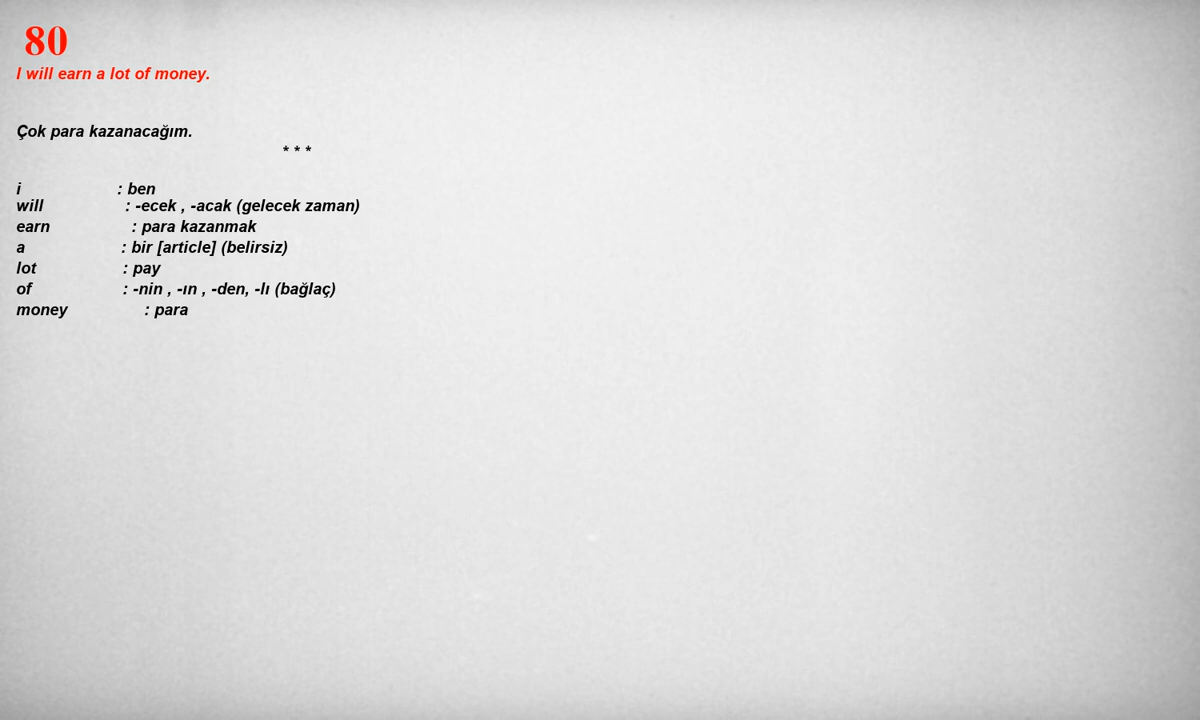 80
I will earn a lot of money.
Çok para kazanacağım.
* * *
i : ben
will : -ecek , -acak (gelecek zaman)
earn : para kazanmak
a : bir [article] (belirsiz)
lot : pay
of : -nin , -ın , -den, -lı (bağlaç)
money : para